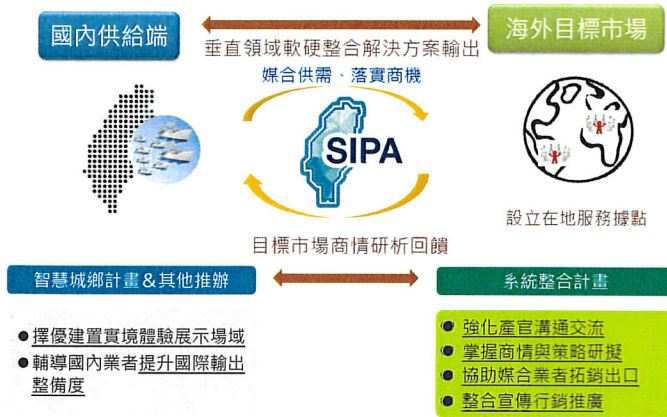 國內供給端
海外目標市場
垂直領域軟硬整合解決方案輸出
媒合供需、落實商機
SIPA
設立在地服務據點
目標市場商情研析回饋
智慧城鄉計畫&其他推辦
系統整合計畫
●擇優建置實境體驗展示場域
●輔導國內業者提升國際輸出
整備度
● 強化產官溝通交流
● 掌握商情與策略研擬
● 協助媒合業者拓銷出口
● 整合宣傳行銷推廣